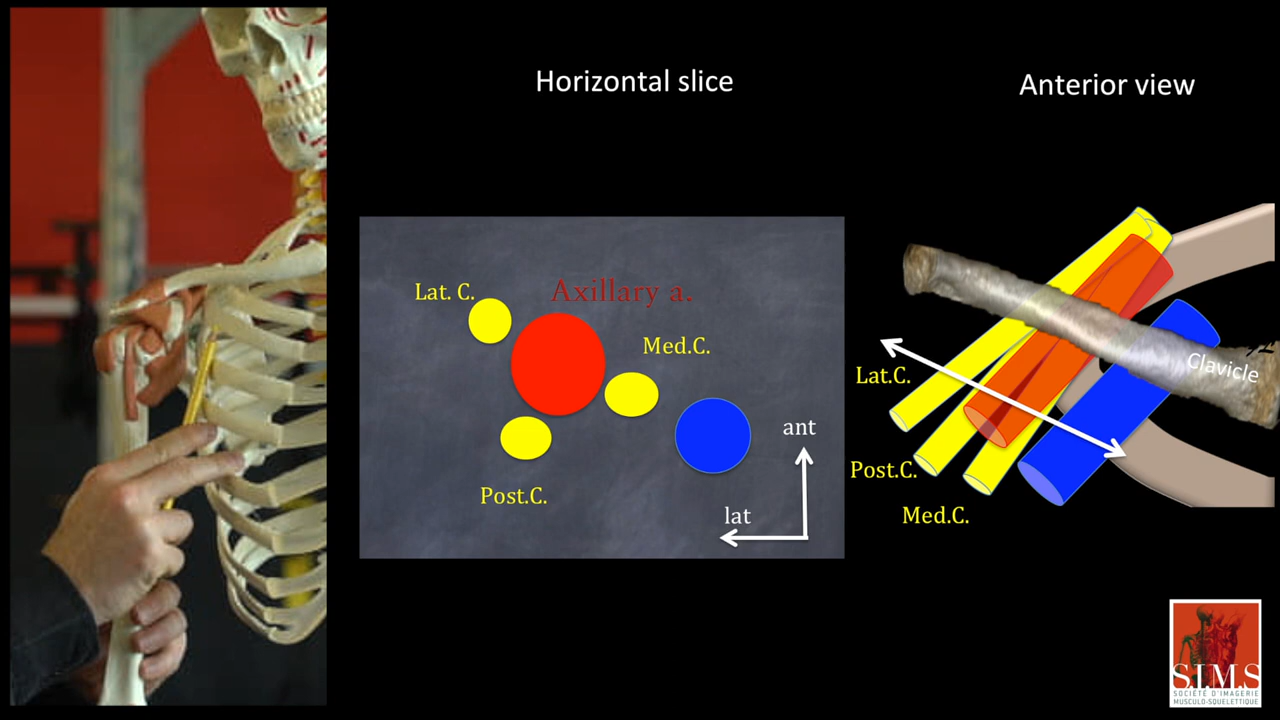 Horizontal slice
Anterior view
Lat. C.
Axillary a.
Med.C.
Post.C.
ant
lat
Clavicle
Lat.C.
Post.C.
Med.C.
S.I.M.S
SOCIÉTÉ D'IMAGERIE
MUSCULO-SQUELETTIQUE